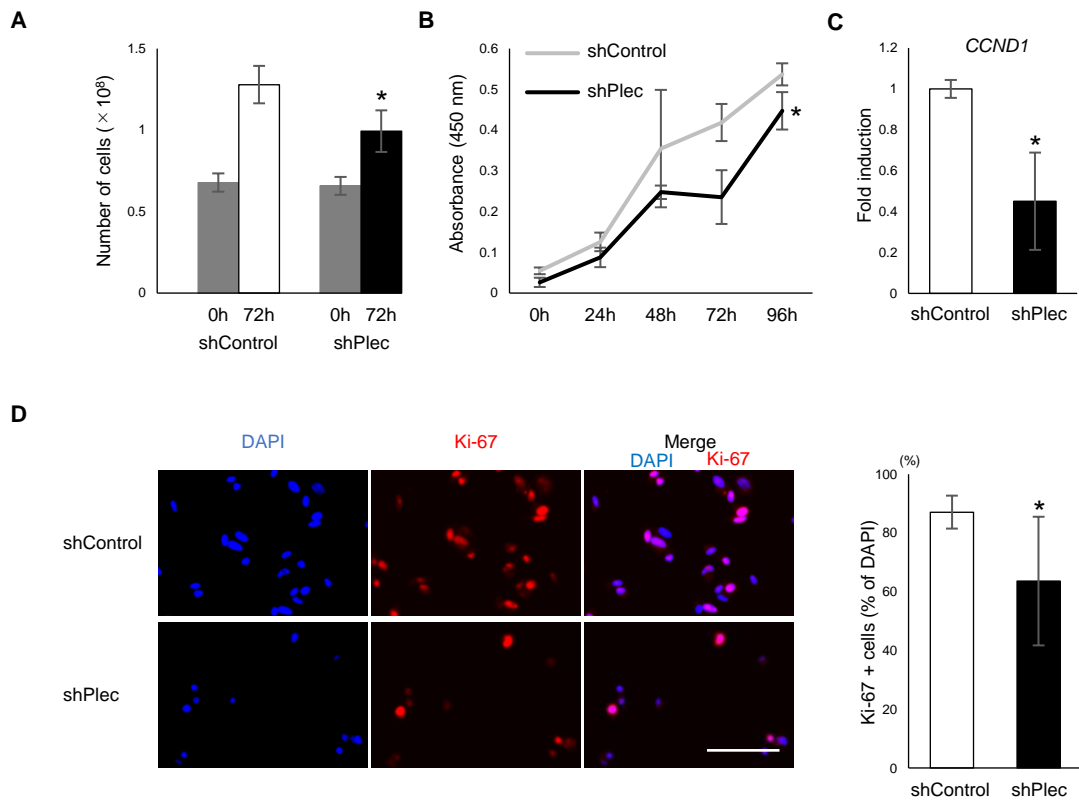 A
Number of cells (× 10⁸)
1.5
1
0.5
0
*
0h 72h 0h 72h
shControl shPlec
B
Absorbance (450 nm)
0.6
0.5
0.4
0.3
0.2
0.1
0
shControl
shPlec
*
0h 24h 48h 72h 96h
C
CCND1
Fold induction
1.2
1
0.8
0.6
0.4
0.2
0
*
shControl shPlec
D
DAPI Ki-67 Merge
DAPI Ki-67
shControl
shPlec
(%)
Ki-67 + cells (% of DAPI)
100
80
60
40
20
0
*
shControl shPlec